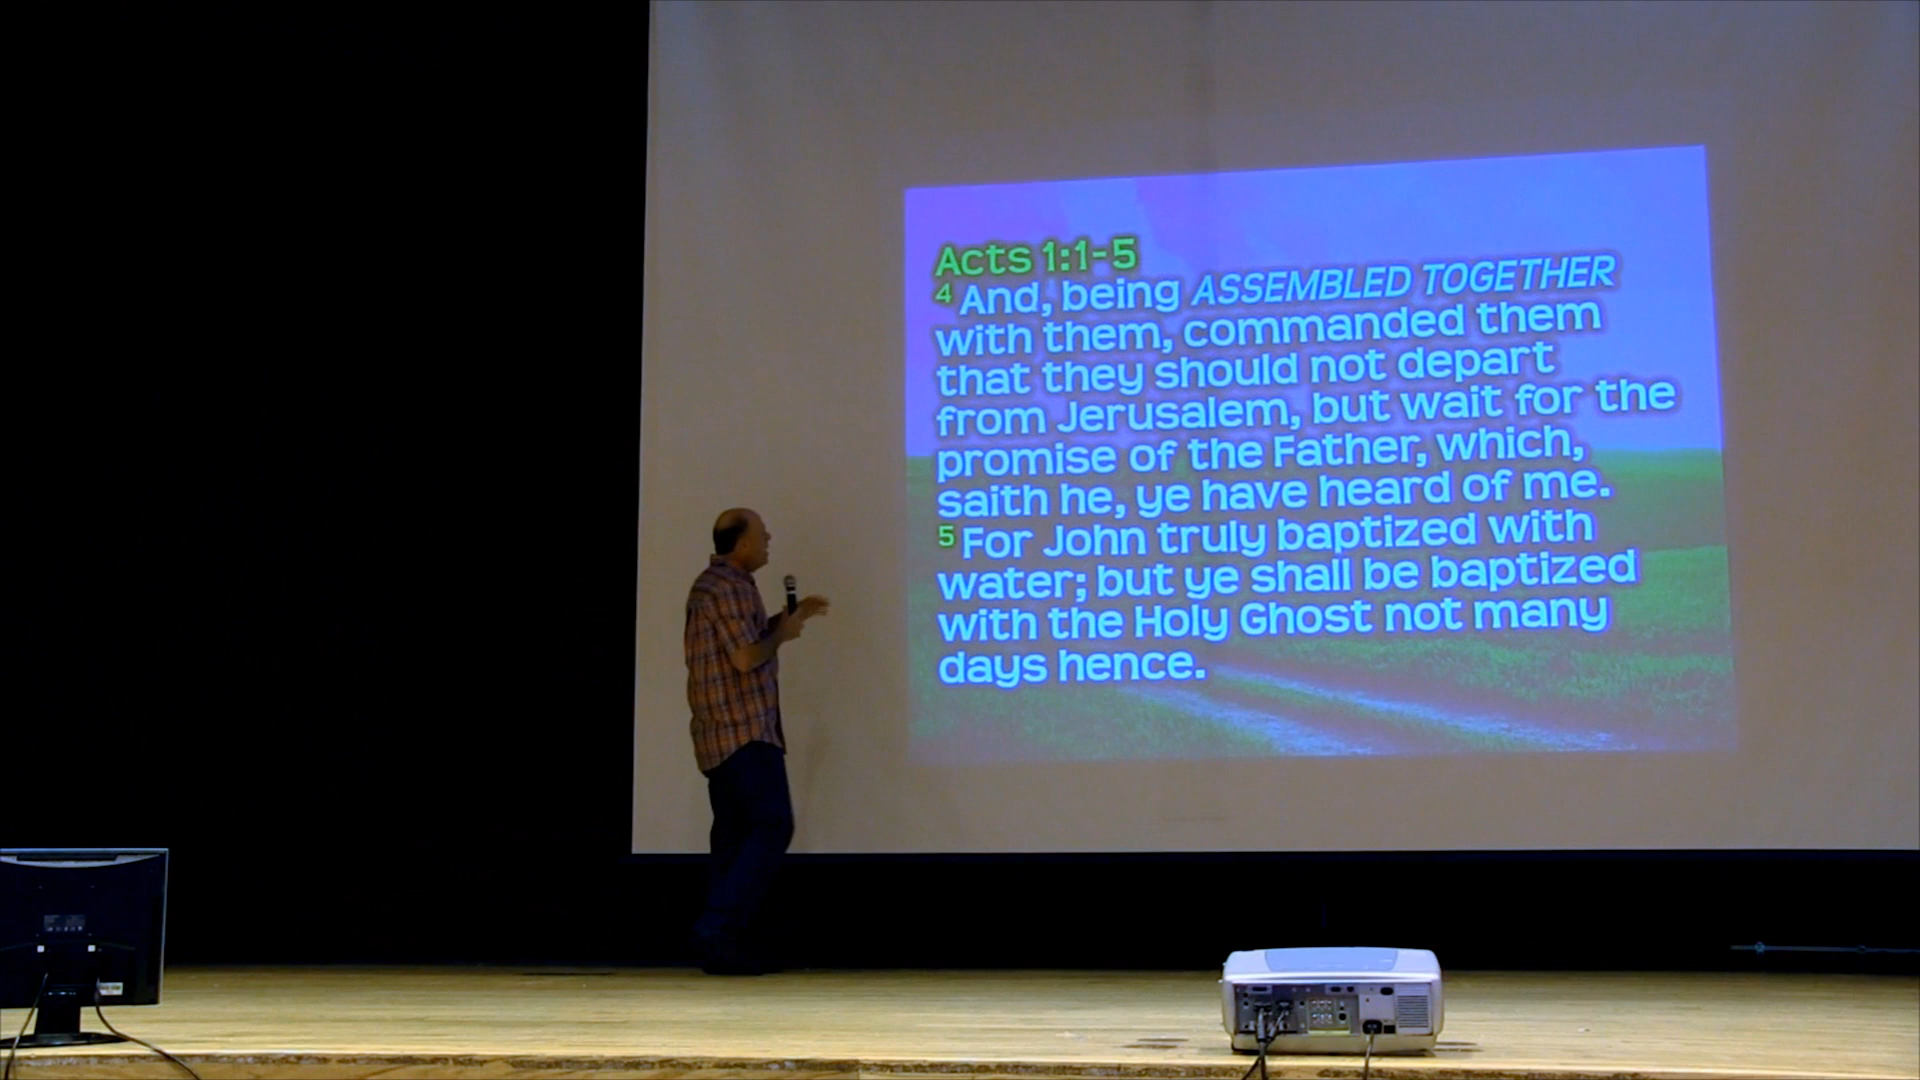 Acts 1:1-5
4 And, being ASSEMBLED TOGETHER
with them, commanded them
that they should not depart
from Jerusalem, but wait for the
promise of the Father, which,
saith he, ye have heard of me.
5 For John truly baptized with
water; but ye shall be baptized
with the Holy Ghost not many
days hence.